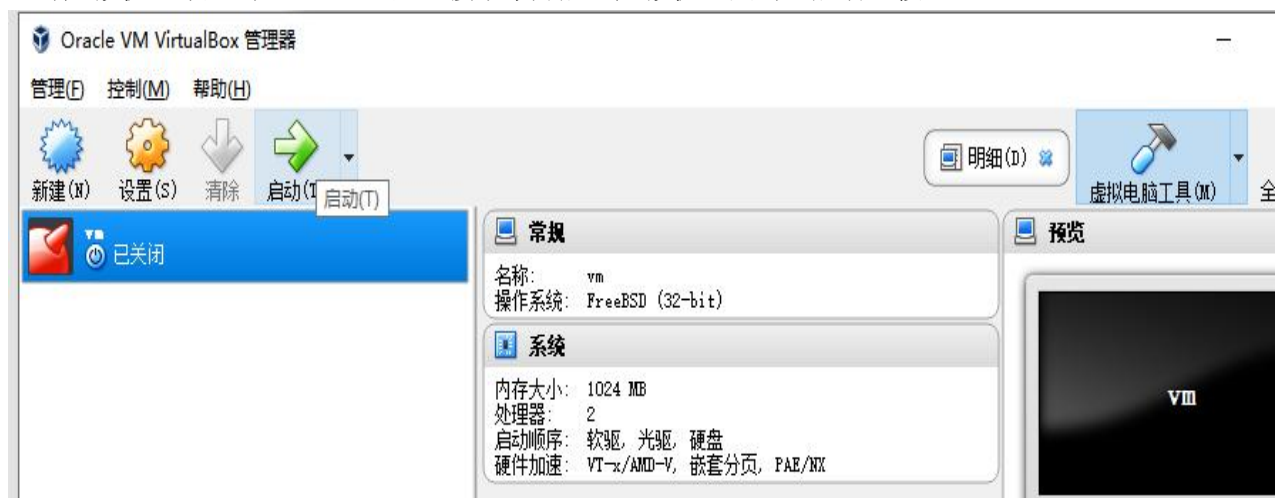 Oracle VM VirtualBox 管理器
管理(F) 控制(M) 帮助(H)
新建(N) 设置(S) 清除 启动(T 明细(D) 虚拟电脑工具(M) 全
启动(T)
vm
已关闭
常规
名称: vm
操作系统: FreeBSD (32-bit)
系统
内存大小: 1024 MB
处理器: 2
启动顺序: 软驱, 光驱, 硬盘
硬件加速: VT-x/AMD-V, 嵌套分页, PAE/NX
预览
vm